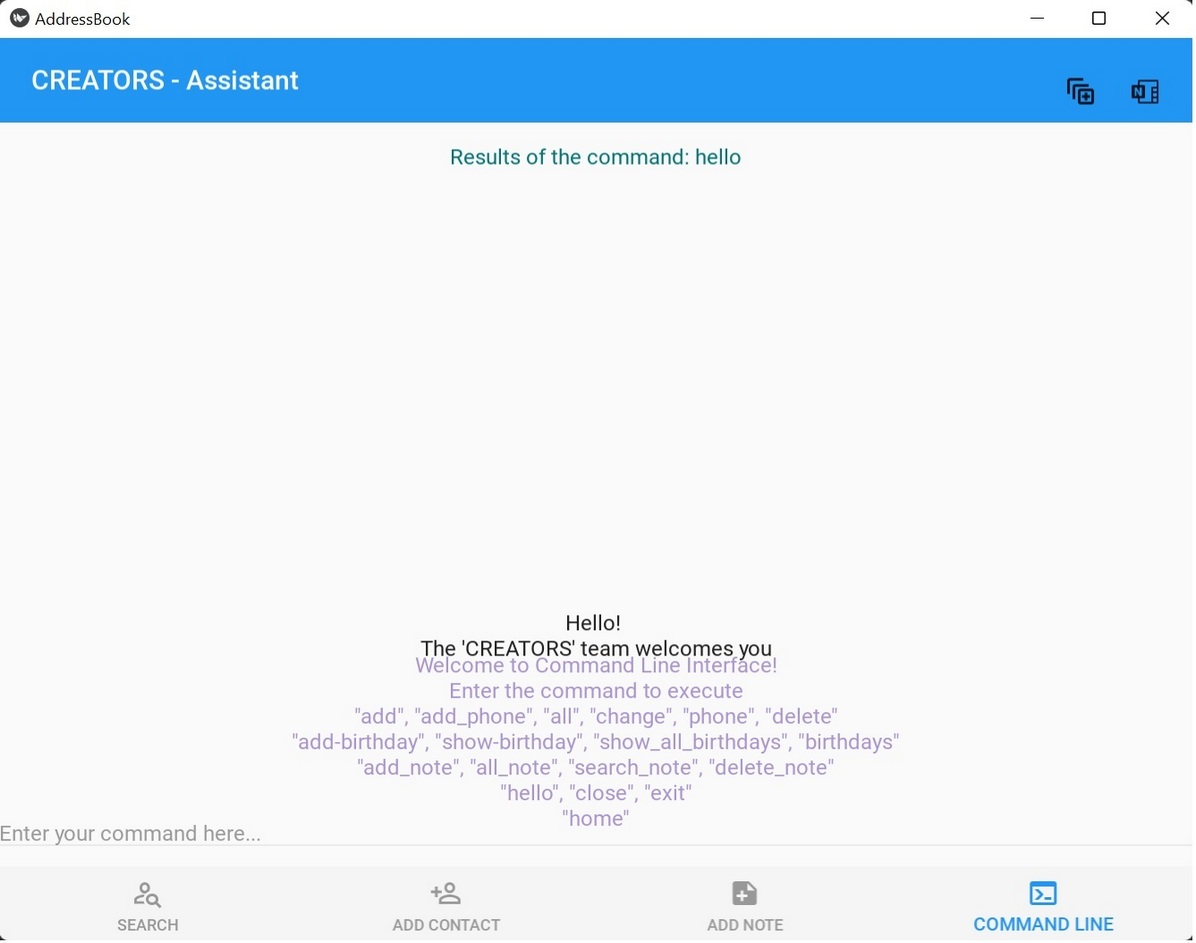 AddressBook
CREATORS - Assistant
N
Results of the command: hello
Hello!
The 'CREATORS' team welcomes you
Welcome to Command Line Interface!
Enter the command to execute
"add", "add_phone", "all", "change", "phone", "delete"
"add-birthday", "show-birthday", "show_all_birthdays", "birthdays"
"add_note", "all_note", "search_note", "delete_note"
"hello", "close", "exit"
"home"
Enter your command here...
SEARCH
ADD CONTACT
ADD NOTE
COMMAND LINE